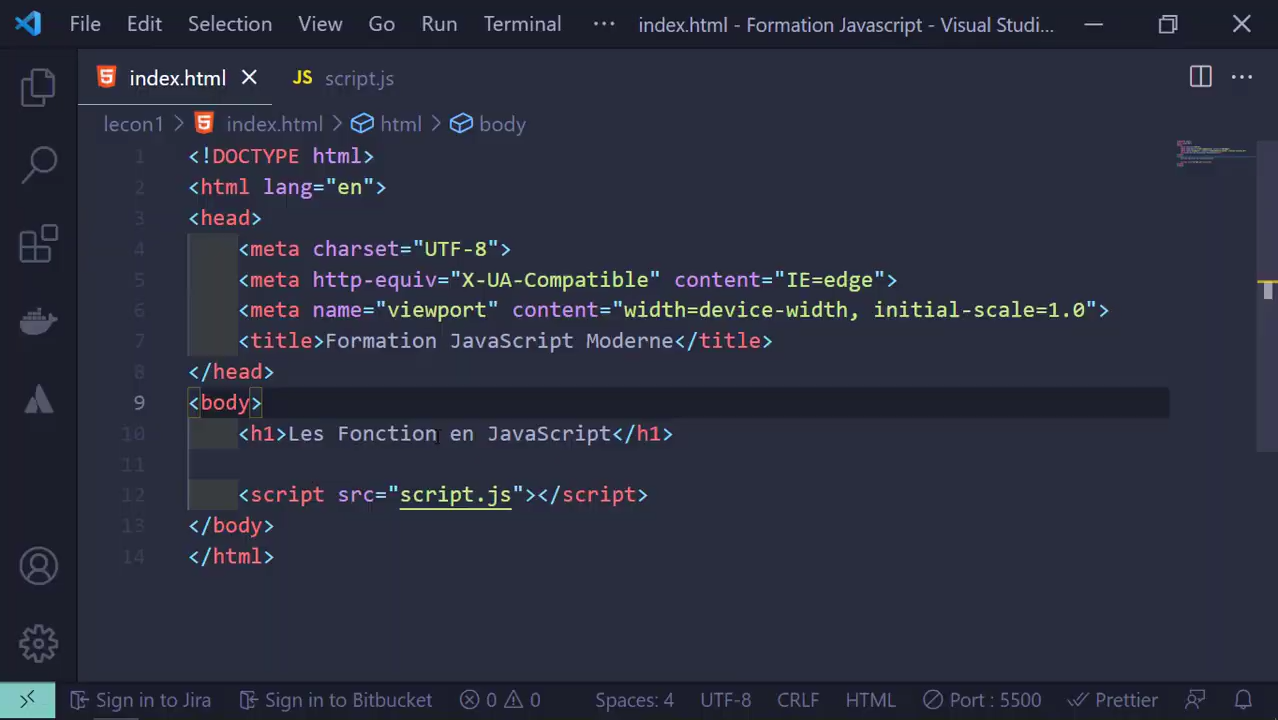 File Edit Selection View Go Run Terminal ··· index.html - Formation Javascript - Visual Studi...
index.html JS script.js
lecon1 > index.html > html > body
1 <!DOCTYPE html>
2 <html lang="en">
3 <head>
4 <meta charset="UTF-8">
5 <meta http-equiv="X-UA-Compatible" content="IE=edge">
6 <meta name="viewport" content="width=device-width, initial-scale=1.0">
7 <title>Formation JavaScript Moderne</title>
8 </head>
9 <body>
10 <h1>Les Fonction en JavaScript</h1>
11
12 <script src="script.js"></script>
13 </body>
14 </html>
Sign in to Jira Sign in to Bitbucket 0 0 Spaces: 4 UTF-8 CRLF HTML Port : 5500 Prettier